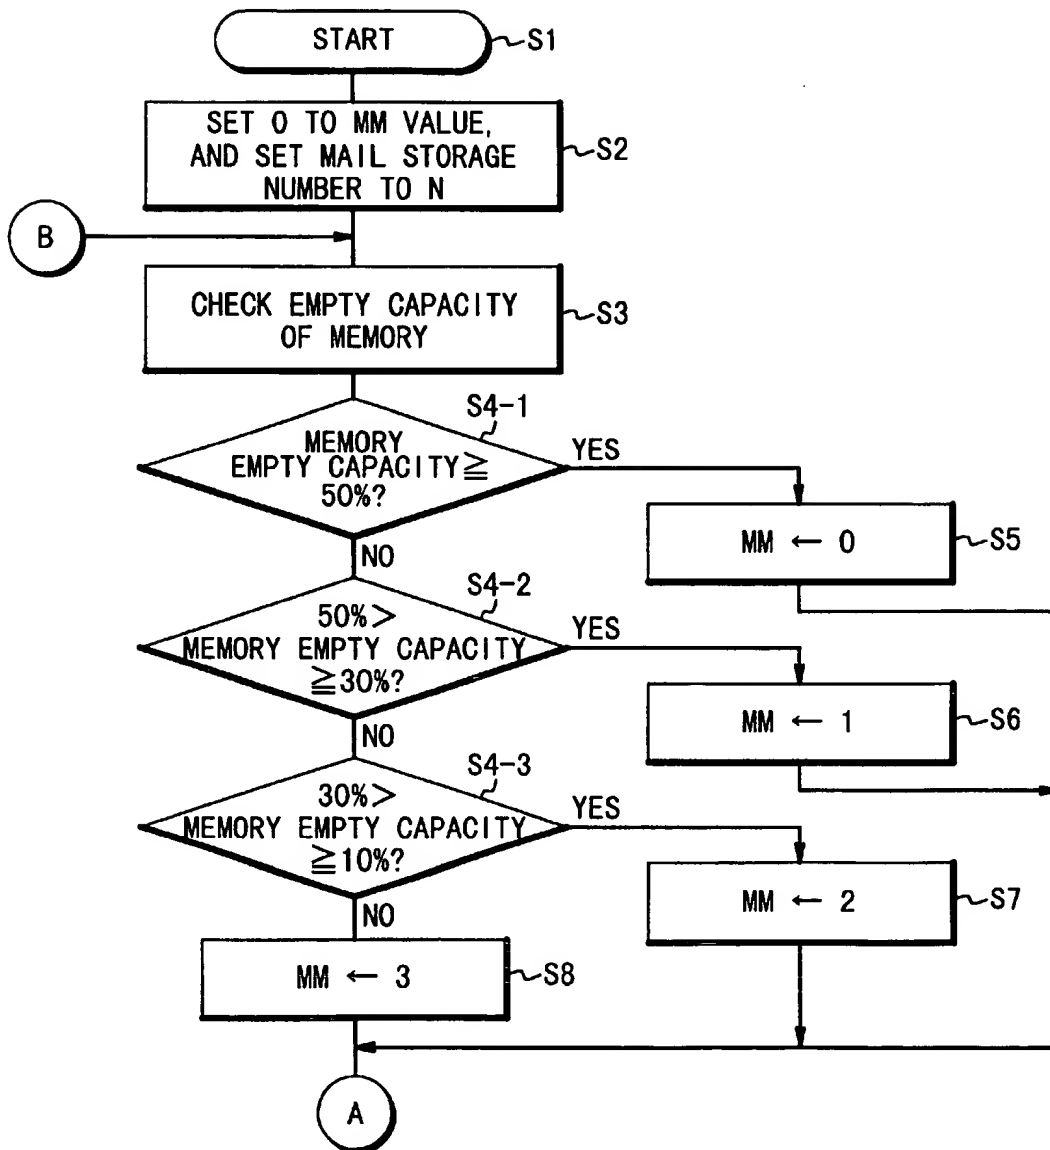 START
S1
SET 0 TO MM VALUE,
AND SET MAIL STORAGE
NUMBER TO N
S2
B
CHECK EMPTY CAPACITY
OF MEMORY
S3
S4-1
MEMORY
EMPTY CAPACITY≧
50%?
YES
MM ← 0
S5
NO
S4-2
50%>
MEMORY EMPTY CAPACITY
≧30%?
YES
MM ← 1
S6
NO
S4-3
30%>
MEMORY EMPTY CAPACITY
≧10%?
YES
MM ← 2
S7
NO
MM ← 3
S8
A